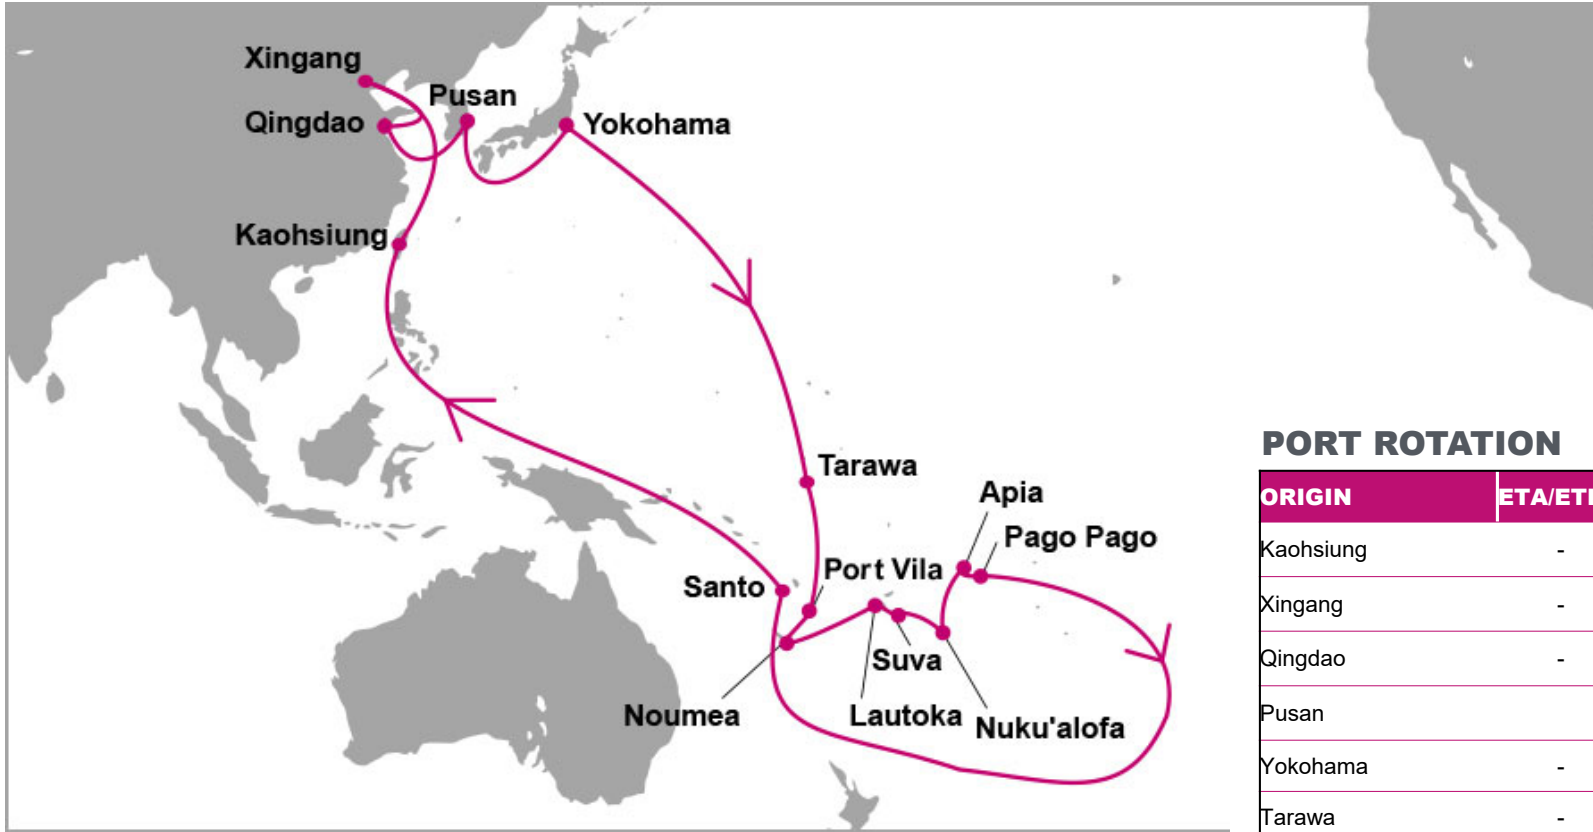 Xingang
Pusan
Qingdao
Yokohama
Kaohsiung
Tarawa
Apia
Pago Pago
Port Vila
Santo
Suva
Noumea
Lautoka
Nuku'alofa
PORT ROTATION
ORIGIN
Kaohsiung -
Xingang -
Qingdao -
Pusan
Yokohama -
Tarawa -